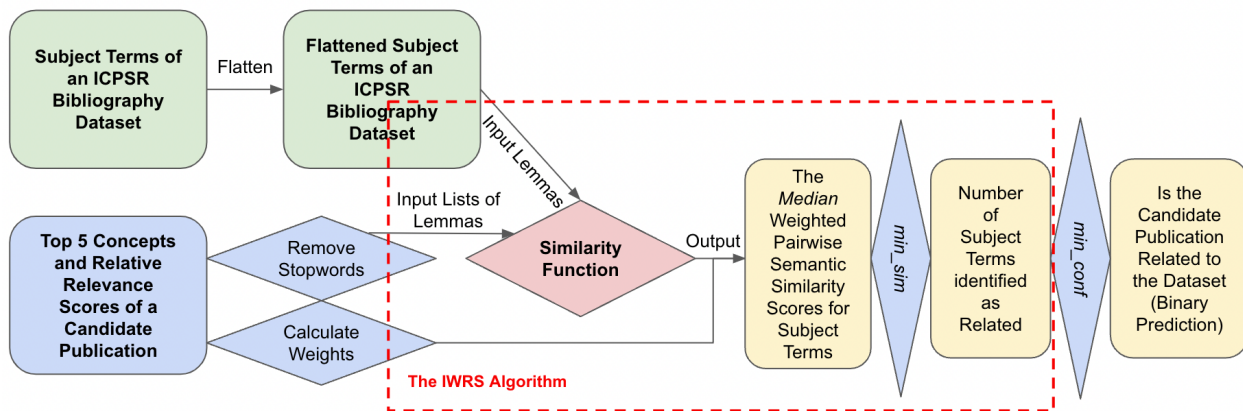 Subject Terms of
an ICPSR
Bibliography
Dataset
Flatten
Flattened Subject
Terms of an
ICPSR
Bibliography
Dataset
Input Lemmas
Top 5 Concepts
and Relative
Relevance
Scores of a
Candidate
Publication
Remove
Stopwords
Calculate
Weights
Input Lists of
Lemmas
Similarity
Function
Output
The
Median
Weighted
Pairwise
Semantic
Similarity
Scores for
Subject
Terms
min_sim
Number
of
Subject
Terms
identified
as
Related
min_conf
Is the
Candidate
Publication
Related to
the Dataset
(Binary
Prediction)
The IWRS Algorithm